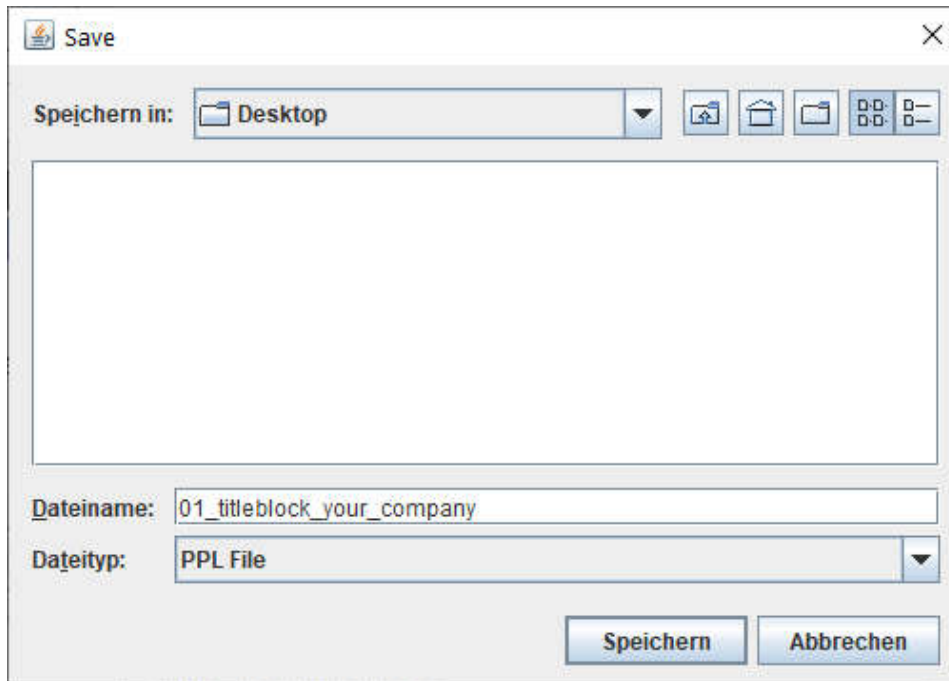 Save
Speichern in: Desktop
Dateiname: 01_titleblock_your_company
Dateityp: PPL File
Speichern Abbrechen